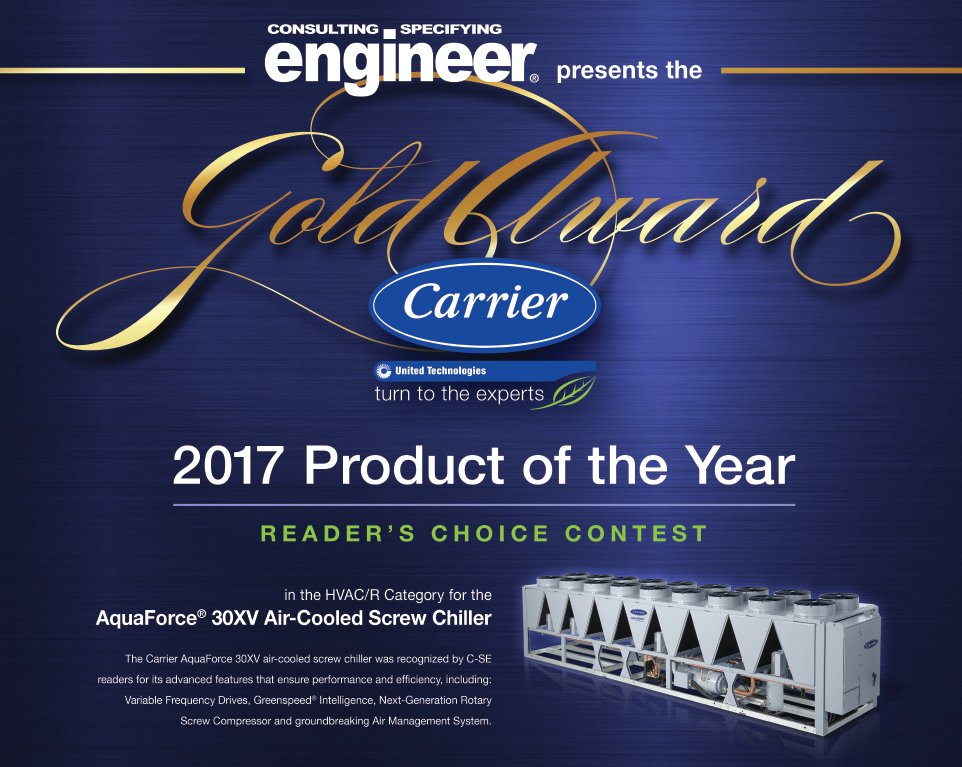 CONSULTING SPECIFYING
engineer® presents the
Gold Award
Carrier
United Technologies
turn to the experts
2017 Product of the Year
READER'S CHOICE CONTEST
in the HVAC/R Category for the
AquaForce® 30XV Air-Cooled Screw Chiller
The Carrier AquaForce 30XV air-cooled screw chiller was recognized by C-SE
readers for its advanced features that ensure performance and efficiency, including:
Variable Frequency Drives, Greenspeed® Intelligence, Next-Generation Rotary
Screw Compressor and groundbreaking Air Management System.